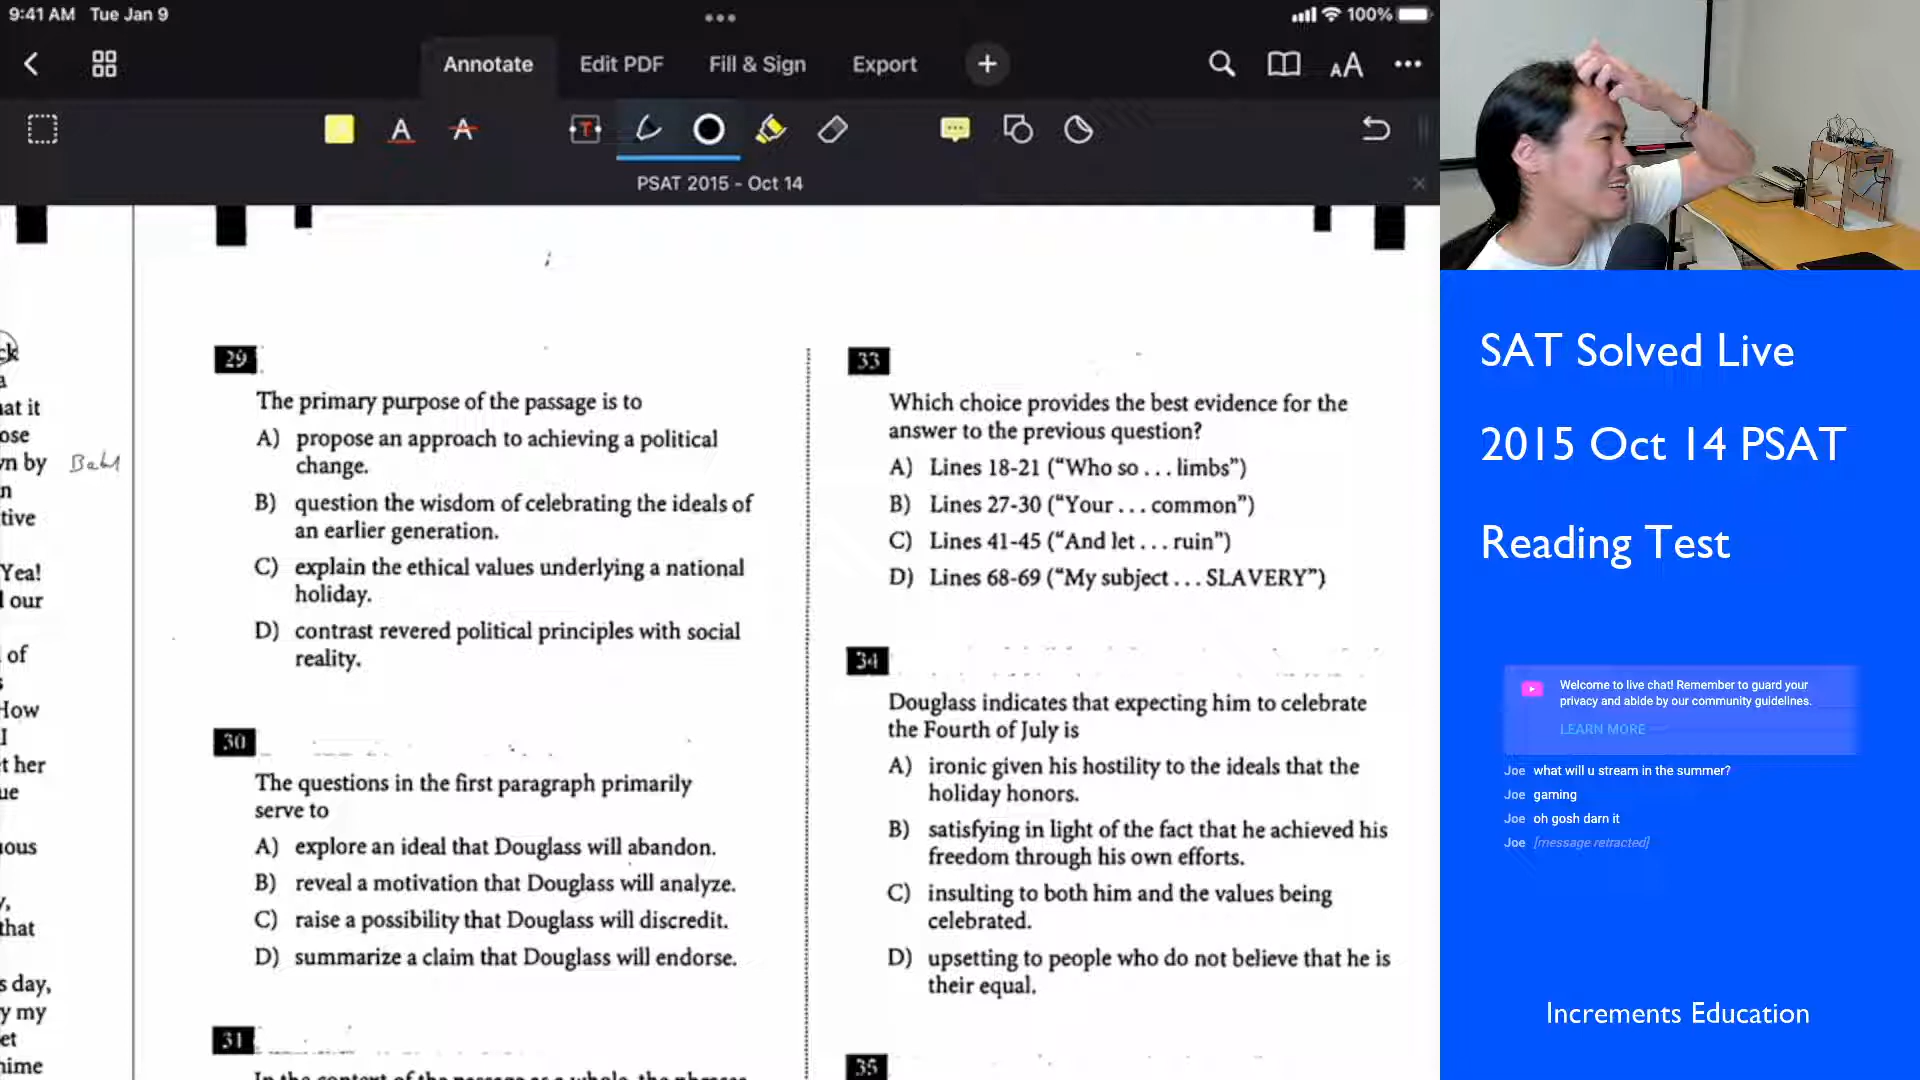 9:41 AM Tue Jan 9
100%
Annotate
Edit PDF
Fill & Sign
Export
PSAT 2015 - Oct 14
29
The primary purpose of the passage is to
A) propose an approach to achieving a political
change.
B) question the wisdom of celebrating the ideals of
an earlier generation.
C) explain the ethical values underlying a national
holiday.
D) contrast revered political principles with social
reality.
30
The questions in the first paragraph primarily
serve to
A) explore an ideal that Douglass will abandon.
B) reveal a motivation that Douglass will analyze.
C) raise a possibility that Douglass will discredit.
D) summarize a claim that Douglass will endorse.
31
33
Which choice provides the best evidence for the
answer to the previous question?
A) Lines 18-21 (“Who so . . . limbs”)
B) Lines 27-30 (“Your . . . common”)
C) Lines 41-45 (“And let . . . ruin”)
D) Lines 68-69 (“My subject . . . SLAVERY”)
34
Douglass indicates that expecting him to celebrate
the Fourth of July is
A) ironic given his hostility to the ideals that the
holiday honors.
B) satisfying in light of the fact that he achieved his
freedom through his own efforts.
C) insulting to both him and the values being
celebrated.
D) upsetting to people who do not believe that he is
their equal.
35
SAT Solved Live
2015 Oct 14 PSAT
Reading Test
Welcome to live chat! Remember to guard your
privacy and abide by our community guidelines.
LEARN MORE
Joe what will u stream in the summer?
Joe gaming
Joe oh gosh darn it
Joe [message retracted]
Increments Education